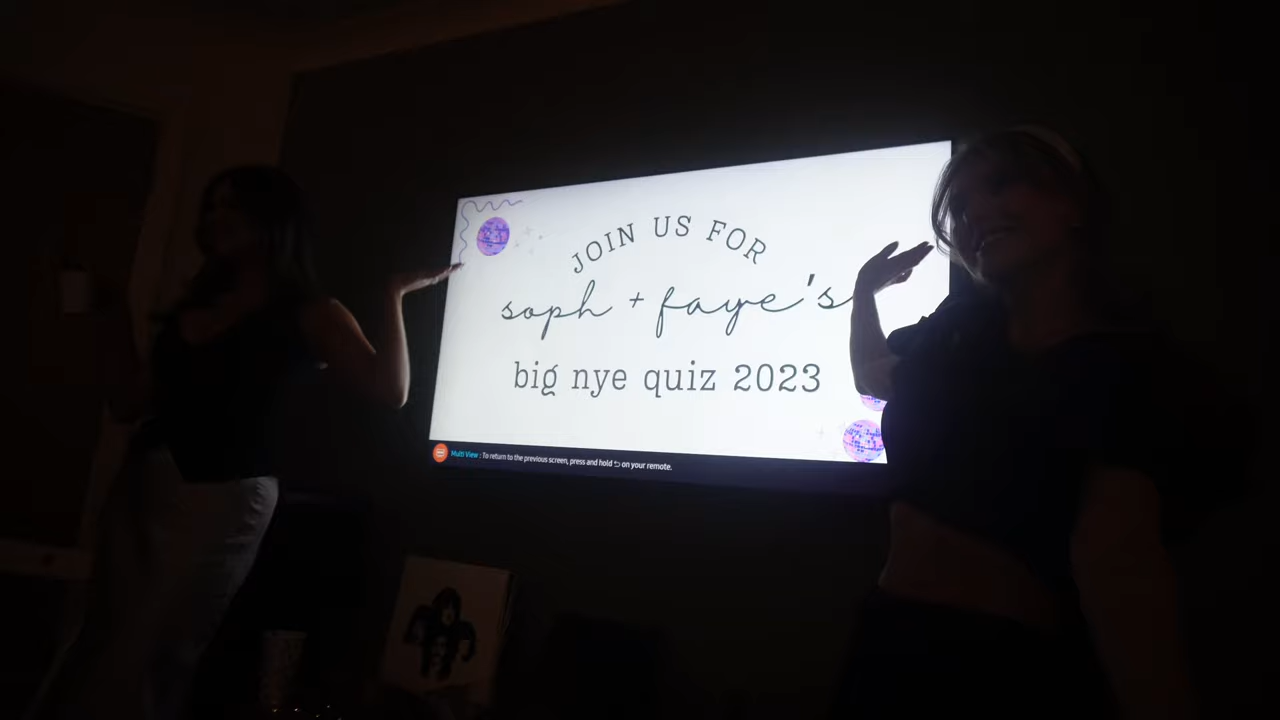 JOIN US FOR
soph + faye's
big nye quiz 2023
Multi View : To return to the previous screen, press and hold ⮌ on your remote.